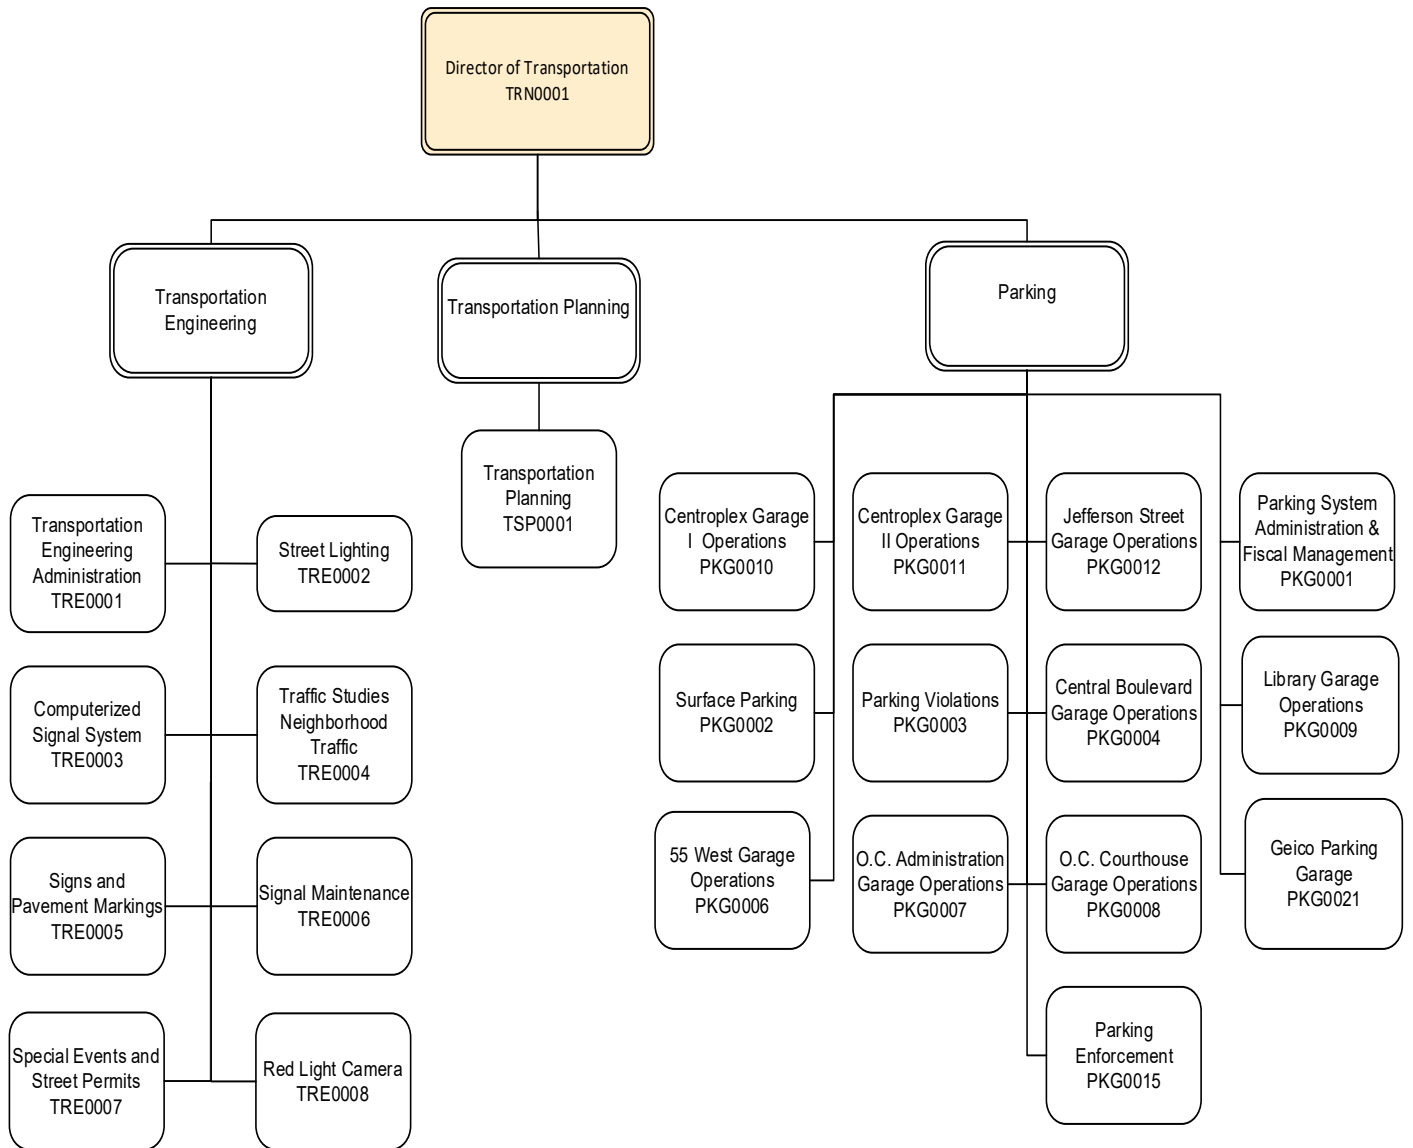 Director of Transportation
TRN0001
Transportation
Engineering
Transportation Planning
Parking
Transportation
Engineering
Administration
TRE0001
Street Lighting
TRE0002
Computerized
Signal System
TRE0003
Traffic Studies
Neighborhood
Traffic
TRE0004
Signs and
Pavement Markings
TRE0005
Signal Maintenance
TRE0006
Special Events and
Street Permits
TRE0007
Red Light Camera
TRE0008
Transportation
Planning
TSP0001
Centroplex Garage
I Operations
PKG0010
Centroplex Garage
II Operations
PKG0011
Jefferson Street
Garage Operations
PKG0012
Parking System
Administration &
Fiscal Management
PKG0001
Surface Parking
PKG0002
Parking Violations
PKG0003
Central Boulevard
Garage Operations
PKG0004
Library Garage
Operations
PKG0009
55 West Garage
Operations
PKG0006
O.C. Administration
Garage Operations
PKG0007
O.C. Courthouse
Garage Operations
PKG0008
Geico Parking
Garage
PKG0021
Parking
Enforcement
PKG0015